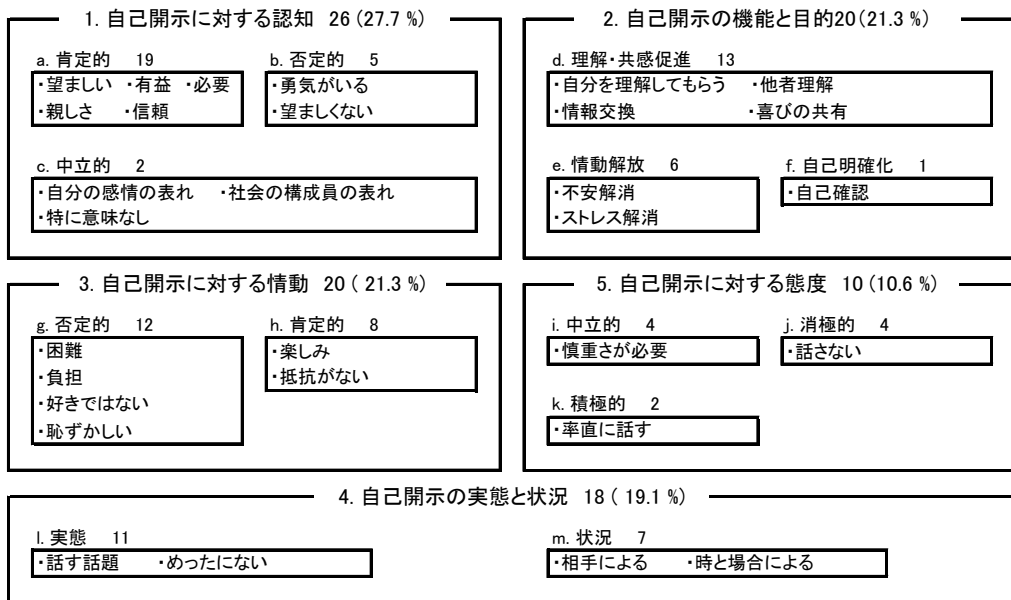 1. 自己開示に対する認知 26 (27.7 %)
a. 肯定的 19
・望ましい ・有益 ・必要
・親しさ ・信頼
b. 否定的 5
・勇気がいる
・望ましくない
c. 中立的 2
・自分の感情の表れ ・社会の構成員の表れ
・特に意味なし
2. 自己開示の機能と目的20(21.3 %)
d. 理解・共感促進 13
・自分を理解してもらう ・他者理解
・情報交換 ・喜びの共有
e. 情動解放 6
・不安解消
・ストレス解消
f. 自己明確化 1
・自己確認
3. 自己開示に対する情動 20 ( 21.3 %)
g. 否定的 12
・困難
・負担
・好きではない
・恥ずかしい
h. 肯定的 8
・楽しみ
・抵抗がない
5. 自己開示に対する態度 10 (10.6 %)
i. 中立的 4
・慎重さが必要
j. 消極的 4
・話さない
k. 積極的 2
・率直に話す
4. 自己開示の実態と状況 18 ( 19.1 %)
l. 実態 11
・話す話題 ・めったにない
m. 状況 7
・相手による ・時と場合による